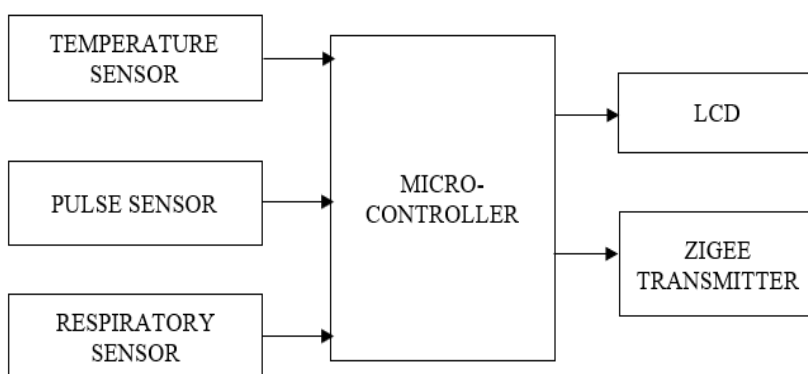 TEMPERATURE
SENSOR
PULSE SENSOR
RESPIRATORY
SENSOR
MICRO-
CONTROLLER
LCD
ZIGEE
TRANSMITTER